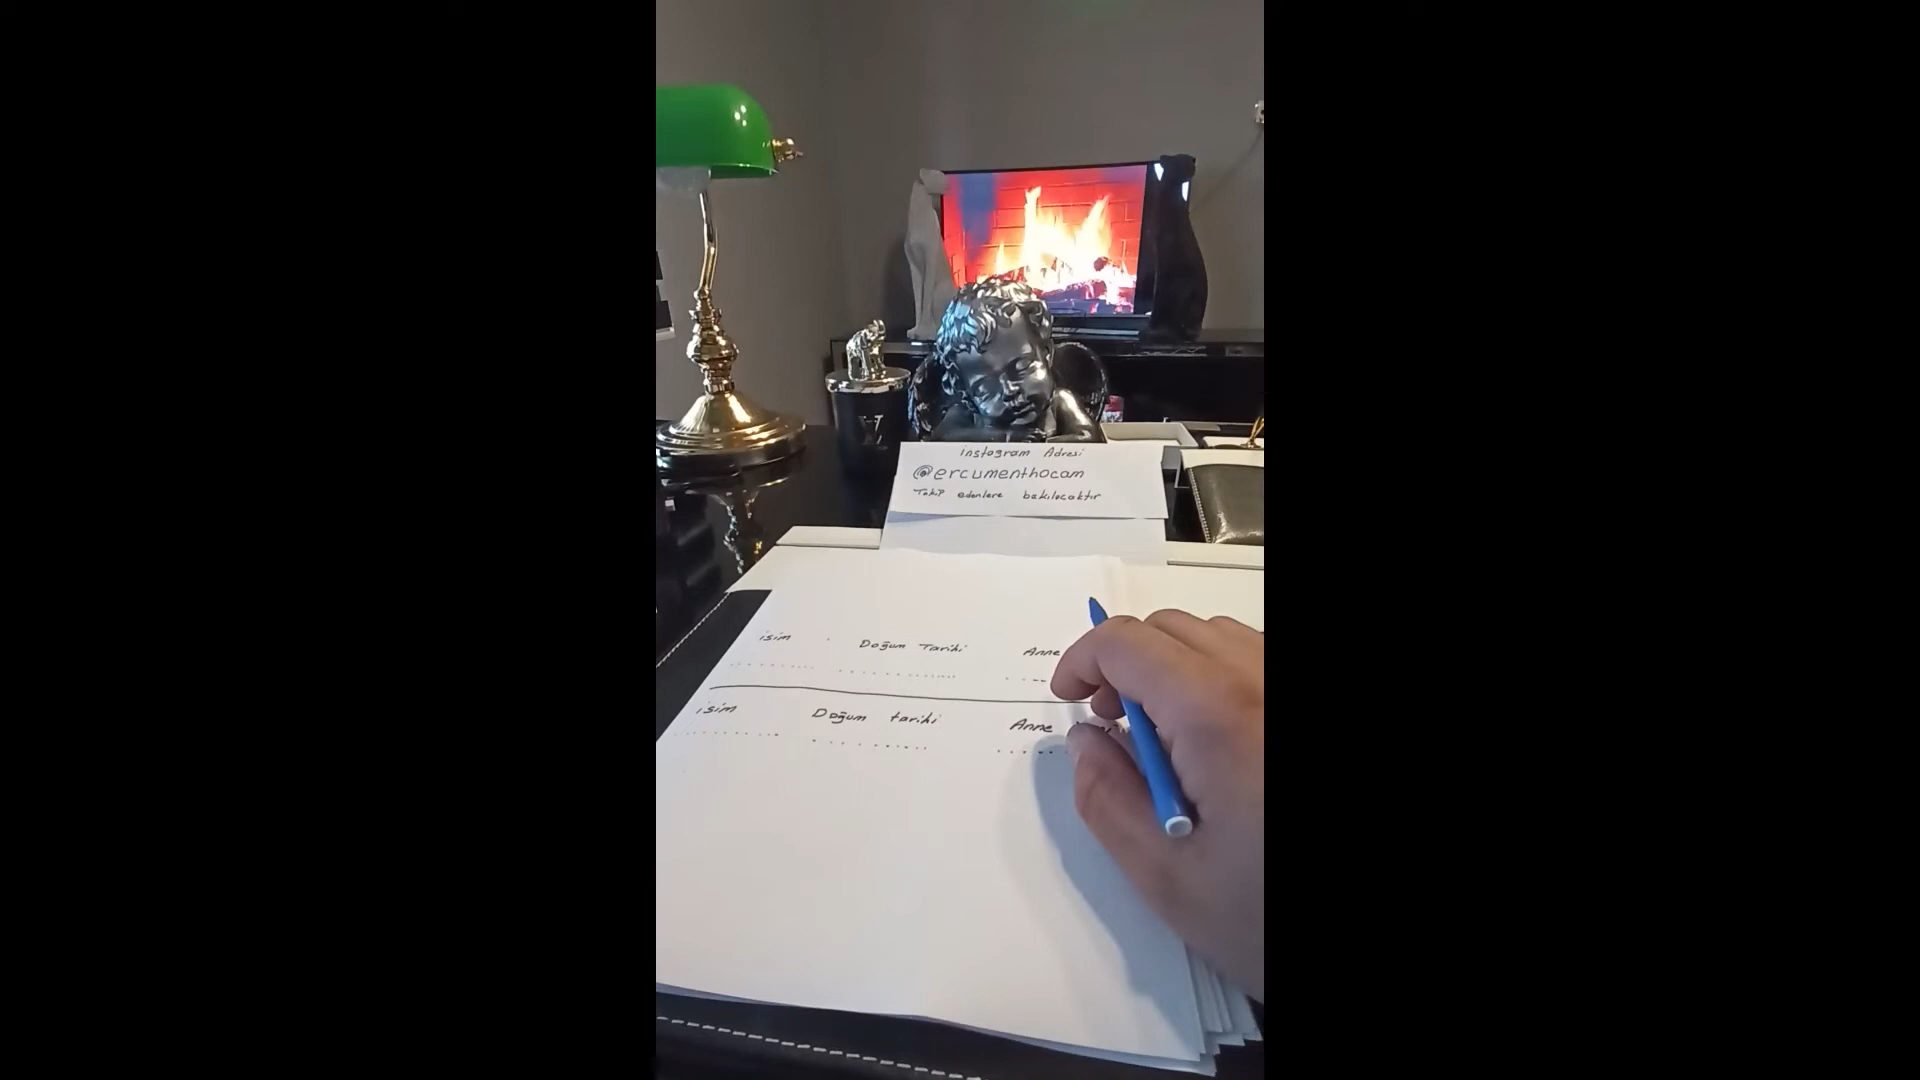 instagram Adresi
@ercumenthocam
Takip edenlere bakılacaktır
isim Doğum Tarihi Anne
isim Doğum tarihi Anne